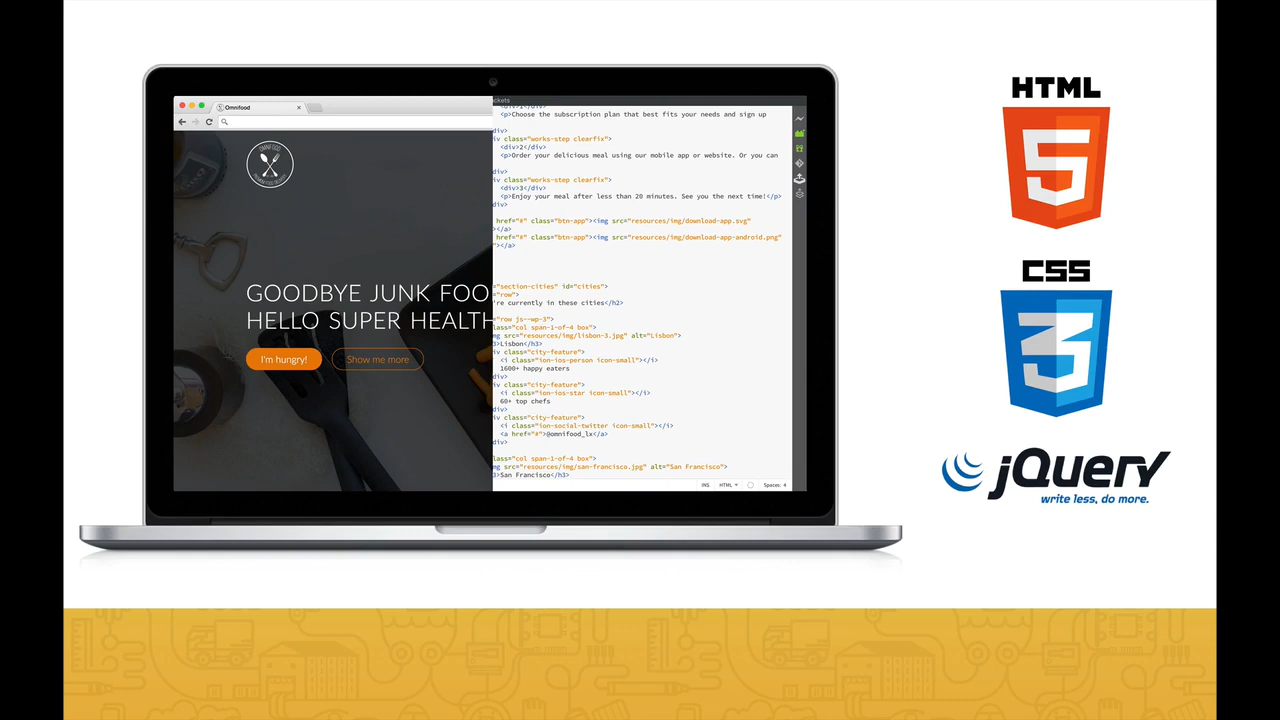 Omnifood
OMNIFOOD
GOODBYE JUNK FOO
HELLO SUPER HEALTH
I'm hungry!
Show me more
ckets
<div>1</div>
<p>Choose the subscription plan that best fits your needs and sign up
div>
iv class="works-step clearfix">
<div>2</div>
<p>Order your delicious meal using our mobile app or website. Or you can
div>
iv class="works-step clearfix">
<div>3</div>
<p>Enjoy your meal after less than 20 minutes. See you the next time!</p>
div>
href="#" class="btn-app"><img src="resources/img/download-app.svg"
></a>
href="#" class="btn-app"><img src="resources/img/download-app-android.png"
"></a>
="section-cities" id="cities">
="row">
're currently in these cities</h2>
="row js--wp-3">
lass="col span-1-of-4 box">
mg src="resources/img/lisbon-3.jpg" alt="Lisbon">
3>Lisbon</h3>
iv class="city-feature">
<i class="ion-ios-person icon-small"></i>
1600+ happy eaters
div>
iv class="city-feature">
<i class="ion-ios-star icon-small"></i>
60+ top chefs
div>
iv class="city-feature">
<i class="ion-social-twitter icon-small"></i>
<a href="#">@omnifood_lx</a>
div>
lass="col span-1-of-4 box">
mg src="resources/img/san-francisco.jpg" alt="San Francisco">
3>San Francisco</h3>
INS HTML Spaces: 4
HTML
5
CSS
3
jQuery
write less, do more.